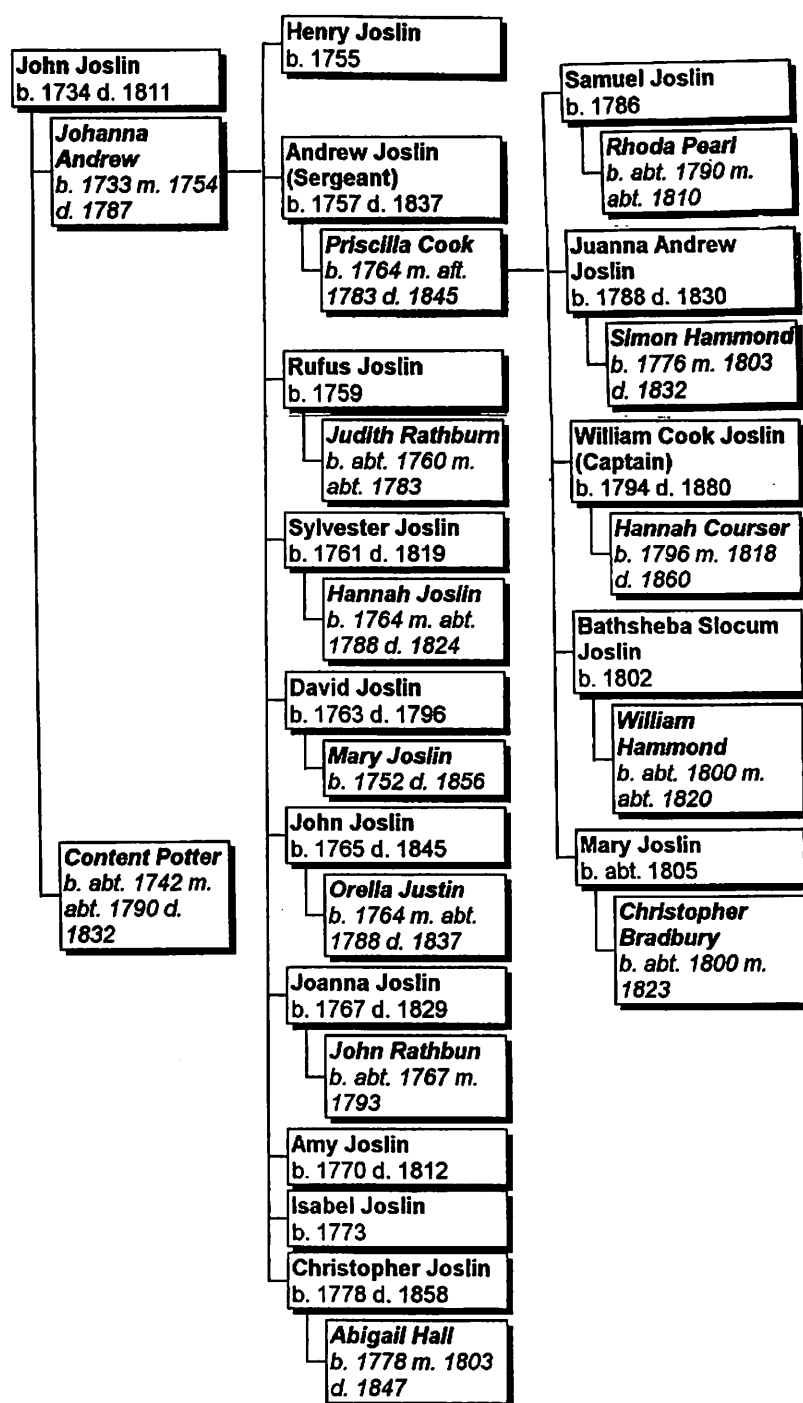 John Joslin
b. 1734 d. 1811
Johanna
Andrew
b. 1733 m. 1754
d. 1787
Content Potter
b. abt. 1742 m.
abt. 1790 d.
1832
Henry Joslin
b. 1755
Andrew Joslin
(Sergeant)
b. 1757 d. 1837
Priscilla Cook
b. 1764 m. aft.
1783 d. 1845
Rufus Joslin
b. 1759
Judith Rathburn
b. abt. 1760 m.
abt. 1783
Sylvester Joslin
b. 1761 d. 1819
Hannah Joslin
b. 1764 m. abt.
1788 d. 1824
David Joslin
b. 1763 d. 1796
Mary Joslin
b. 1752 d. 1856
John Joslin
b. 1765 d. 1845
Orella Justin
b. 1764 m. abt.
1788 d. 1837
Joanna Joslin
b. 1767 d. 1829
John Rathbun
b. abt. 1767 m.
1793
Amy Joslin
b. 1770 d. 1812
Isabel Joslin
b. 1773
Christopher Joslin
b. 1778 d. 1858
Abigail Hall
b. 1778 m. 1803
d. 1847
Samuel Joslin
b. 1786
Rhoda Pearl
b. abt. 1790 m.
abt. 1810
Juanna Andrew
Joslin
b. 1788 d. 1830
Simon Hammond
b. 1776 m. 1803
d. 1832
William Cook Joslin
(Captain)
b. 1794 d. 1880
Hannah Courser
b. 1796 m. 1818
d. 1860
Bathsheba Slocum
Joslin
b. 1802
William
Hammond
b. abt. 1800 m.
abt. 1820
Mary Joslin
b. abt. 1805
Christopher
Bradbury
b. abt. 1800 m.
1823